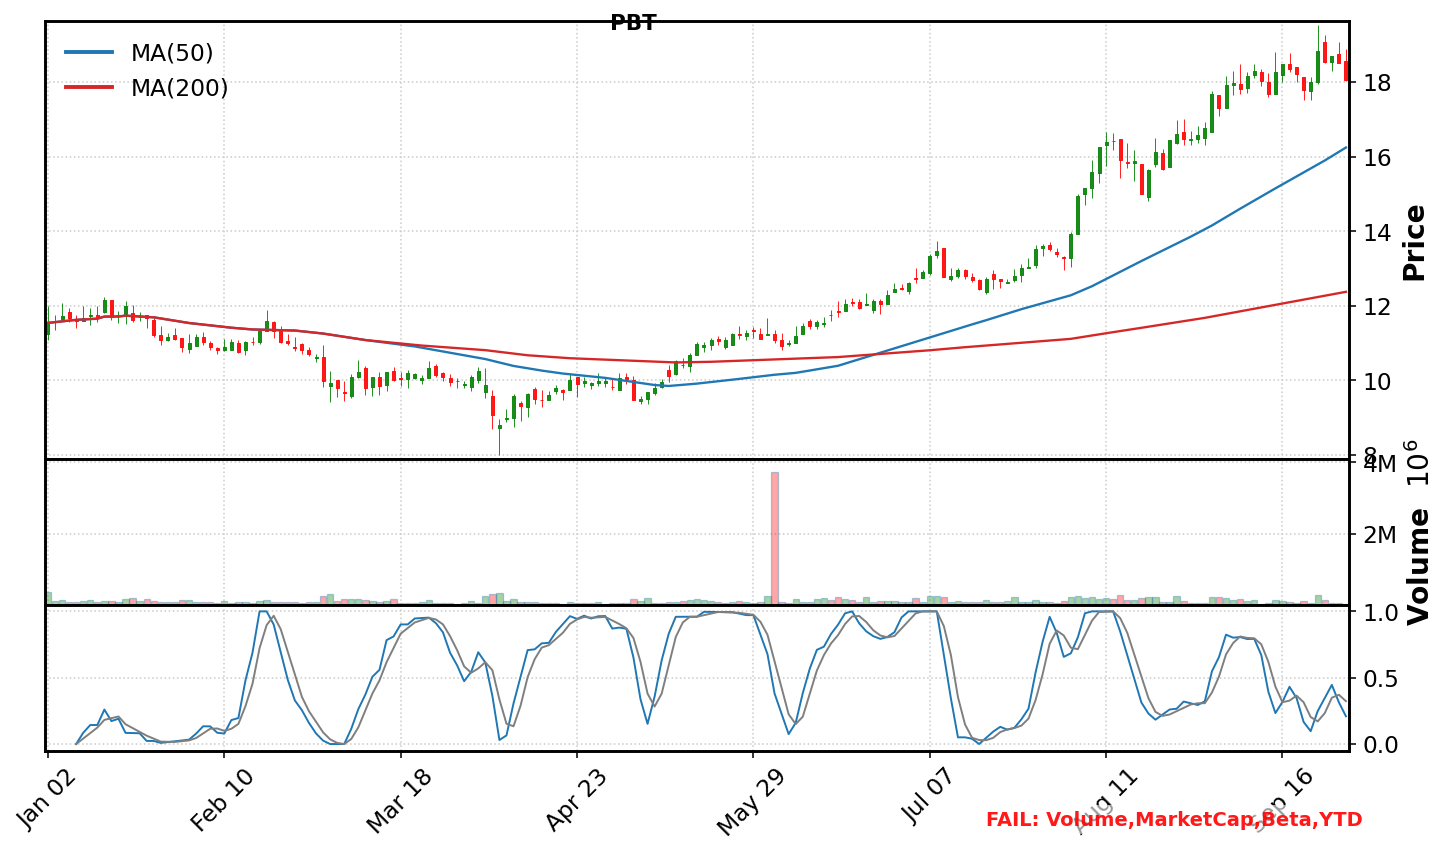 PBT
MA(50)
MA(200)
18
16
14
12
10
8
Price
4M
2M
10⁶
Volume
1.0
0.5
0.0
Jan 02
Feb 10
Mar 18
Apr 23
May 29
Jul 07
Aug 11
Sep 16
FAIL: Volume,MarketCap,Beta,YTD